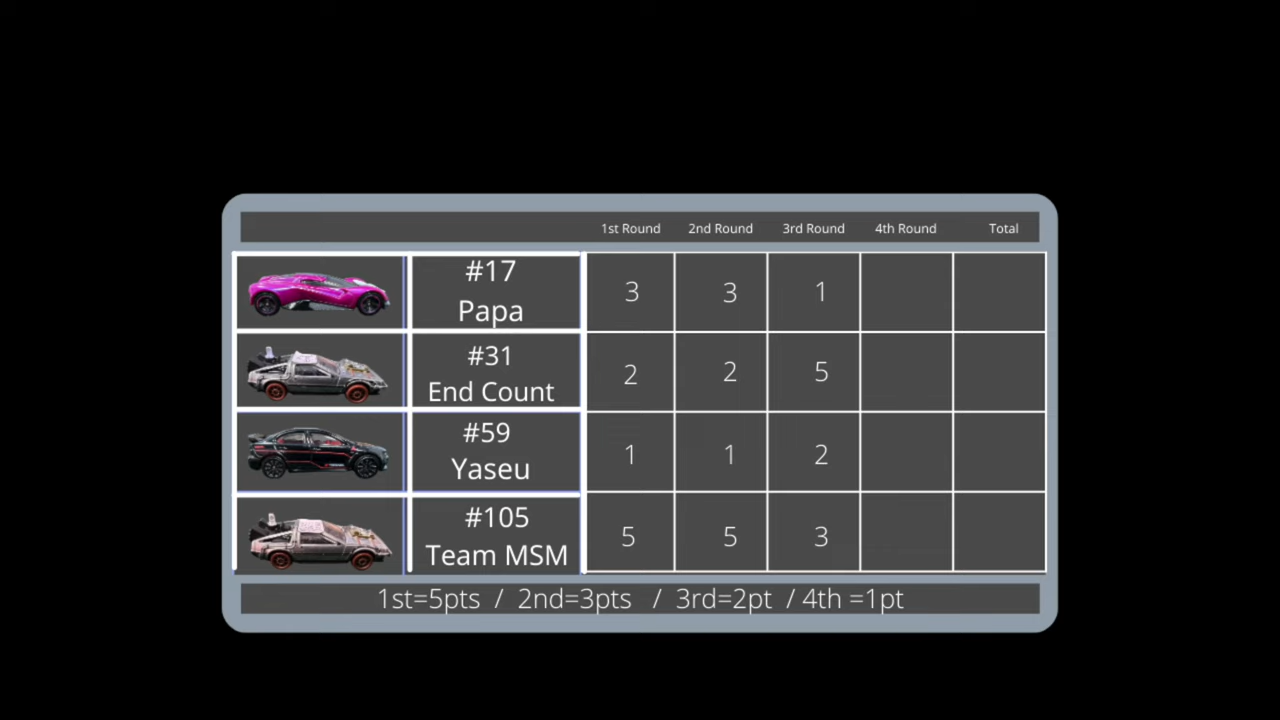 1st Round 2nd Round 3rd Round 4th Round Total
#17
Papa
3 3 1
#31
End Count
2 2 5
#59
Yaseu
1 1 2
#105
Team MSM
5 5 3
1st=5pts / 2nd=3pts / 3rd=2pt / 4th =1pt